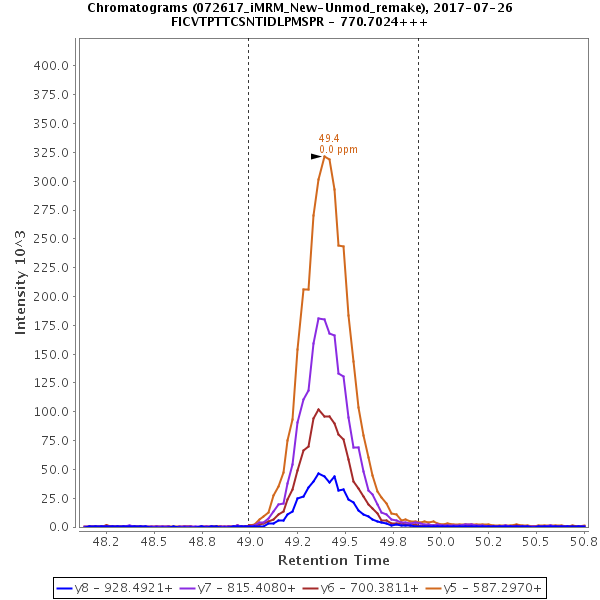 Chromatograms (072617_iMRM_New-Unmod_remake), 2017-07-26
FICVTPTTCSNTIDLPMSPR - 770.7024+++
400.0
375.0
350.0
325.0
300.0
275.0
250.0
225.0
200.0
175.0
150.0
125.0
100.0
75.0
50.0
25.0
0.0
Intensity 10^3
49.4
0.0 ppm
48.2 48.5 48.8 49.0 49.2 49.5 49.8 50.0 50.2 50.5 50.8
Retention Time
y8 - 928.4921+ y7 - 815.4080+ y6 - 700.3811+ y5 - 587.2970+